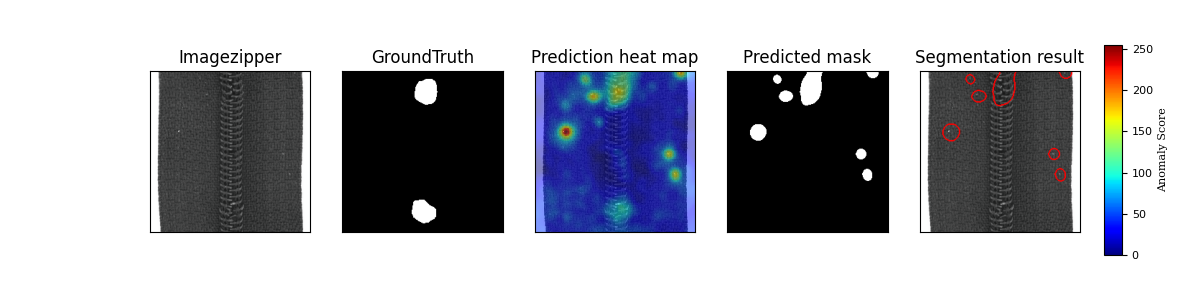 Imagezipper
GroundTruth
Prediction heat map
Predicted mask
Segmentation result
250
200
150
100
50
0
Anomaly Score